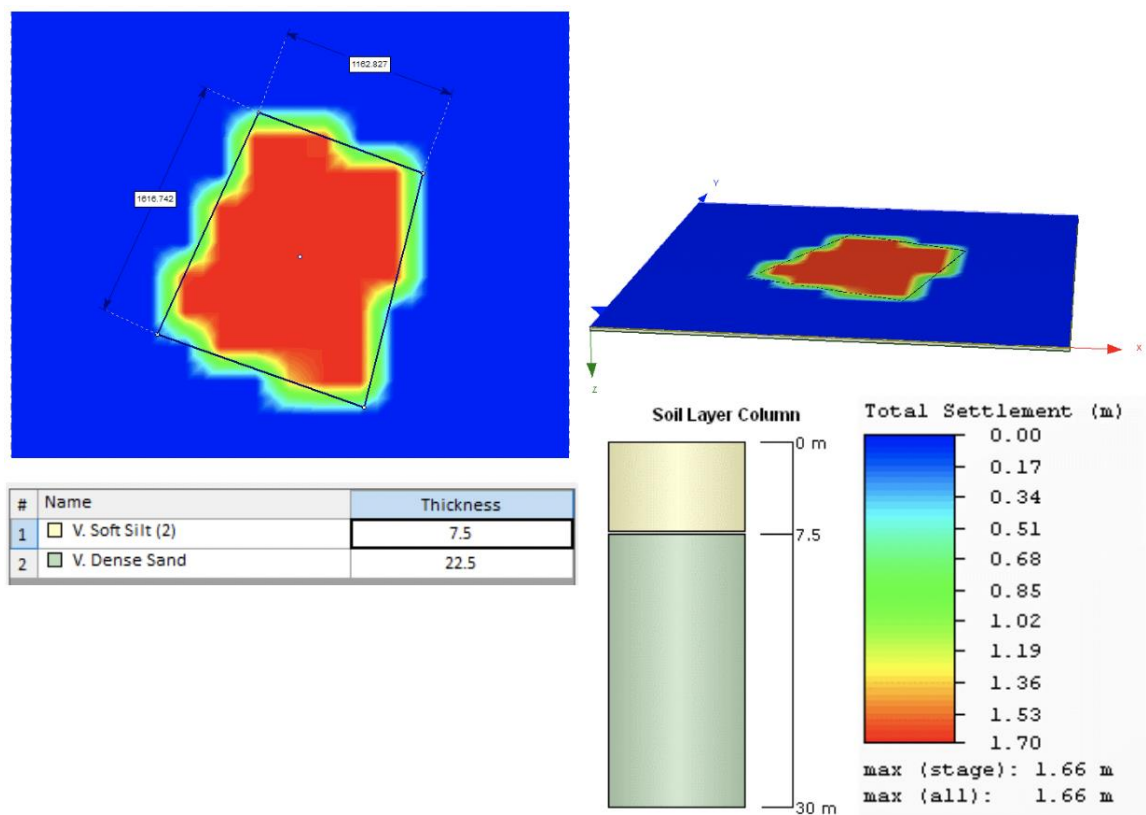 1162.827
1616.742
Y
X
Z
# Name Thickness
1 V. Soft Silt (2) 7.5
2 V. Dense Sand 22.5
Soil Layer Column
0 m
7.5
30 m
Total Settlement (m)
0.00
0.17
0.34
0.51
0.68
0.85
1.02
1.19
1.36
1.53
1.70
max (stage): 1.66 m
max (all): 1.66 m